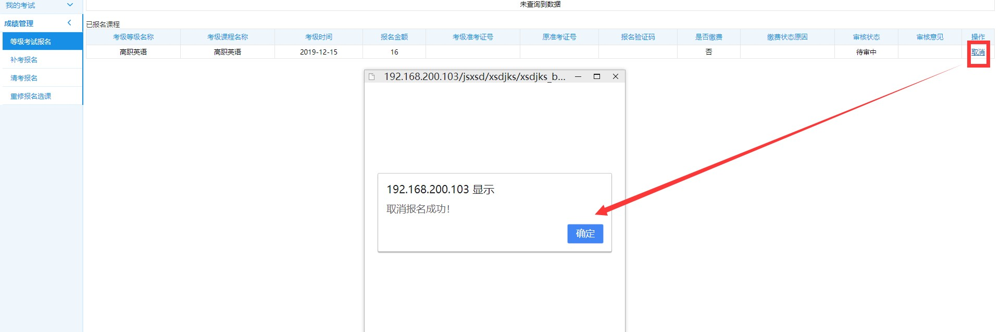 我的考试
未查询到数据
成绩管理
已报名课程
等级考试报名
补考报名
清考报名
重修报名选课
考级等级名称 考级课程名称 考级时间 报名金额 考级准考证号 原准考证号 报名验证码 是否缴费 缴费状态原因 审核状态 审核意见 操作
高职英语 高职英语 2019-12-15 16 否 待审中 取消
192.168.200.103/jsxsd/xsdjks/xsdjks_b...
192.168.200.103 显示
取消报名成功！
确定